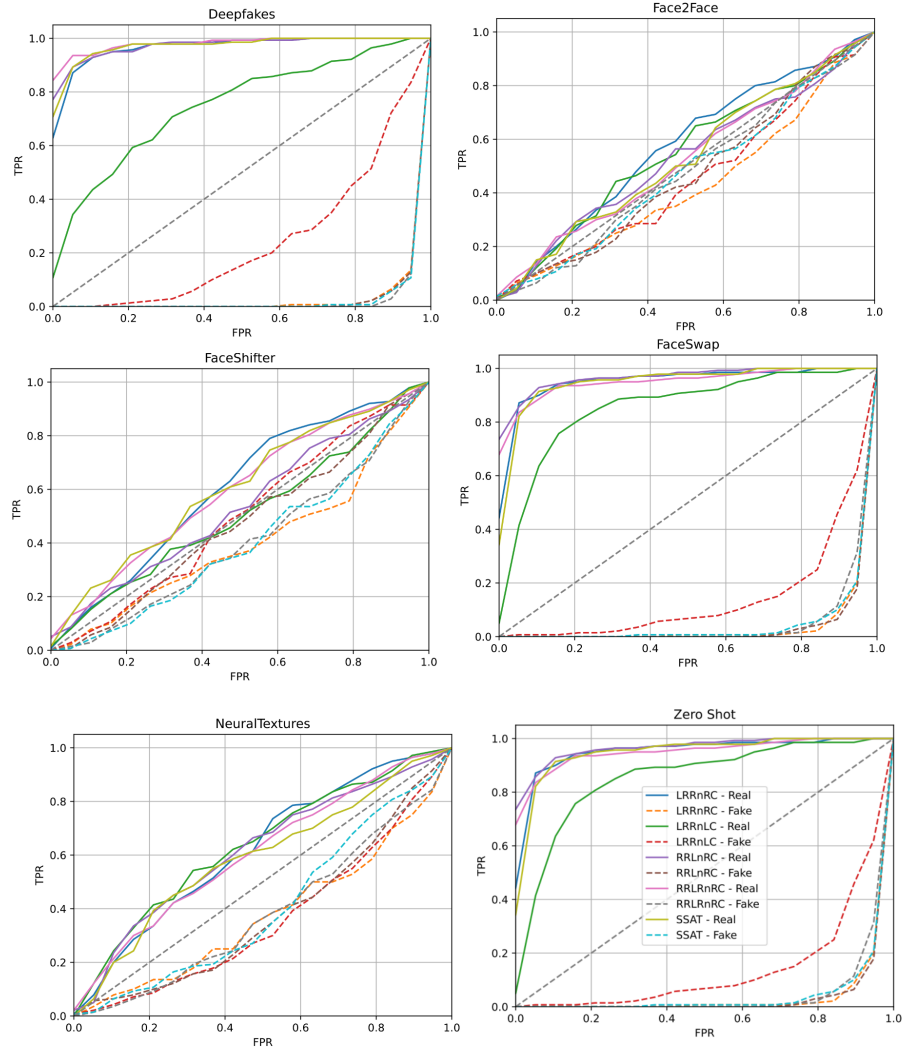 Deepfakes
TPR
1.0
0.8
0.6
0.4
0.2
0.0
0.0 0.2 0.4 0.6 0.8 1.0
FPR
Face2Face
TPR
1.0
0.8
0.6
0.4
0.2
0.0
0.0 0.2 0.4 0.6 0.8 1.0
FPR
FaceShifter
TPR
1.0
0.8
0.6
0.4
0.2
0.0
0.0 0.2 0.4 0.6 0.8 1.0
FPR
FaceSwap
TPR
1.0
0.8
0.6
0.4
0.2
0.0
0.0 0.2 0.4 0.6 0.8 1.0
FPR
NeuralTextures
TPR
1.0
0.8
0.6
0.4
0.2
0.0
0.0 0.2 0.4 0.6 0.8 1.0
FPR
Zero Shot
TPR
1.0
0.8
0.6
0.4
0.2
0.0
LRRnRC - Real
LRRnRC - Fake
LRRnLC - Real
LRRnLC - Fake
RRLnRC - Real
RRLnRC - Fake
RRLRnRC - Real
RRLRnRC - Fake
SSAT - Real
SSAT - Fake
0.0 0.2 0.4 0.6 0.8 1.0
FPR